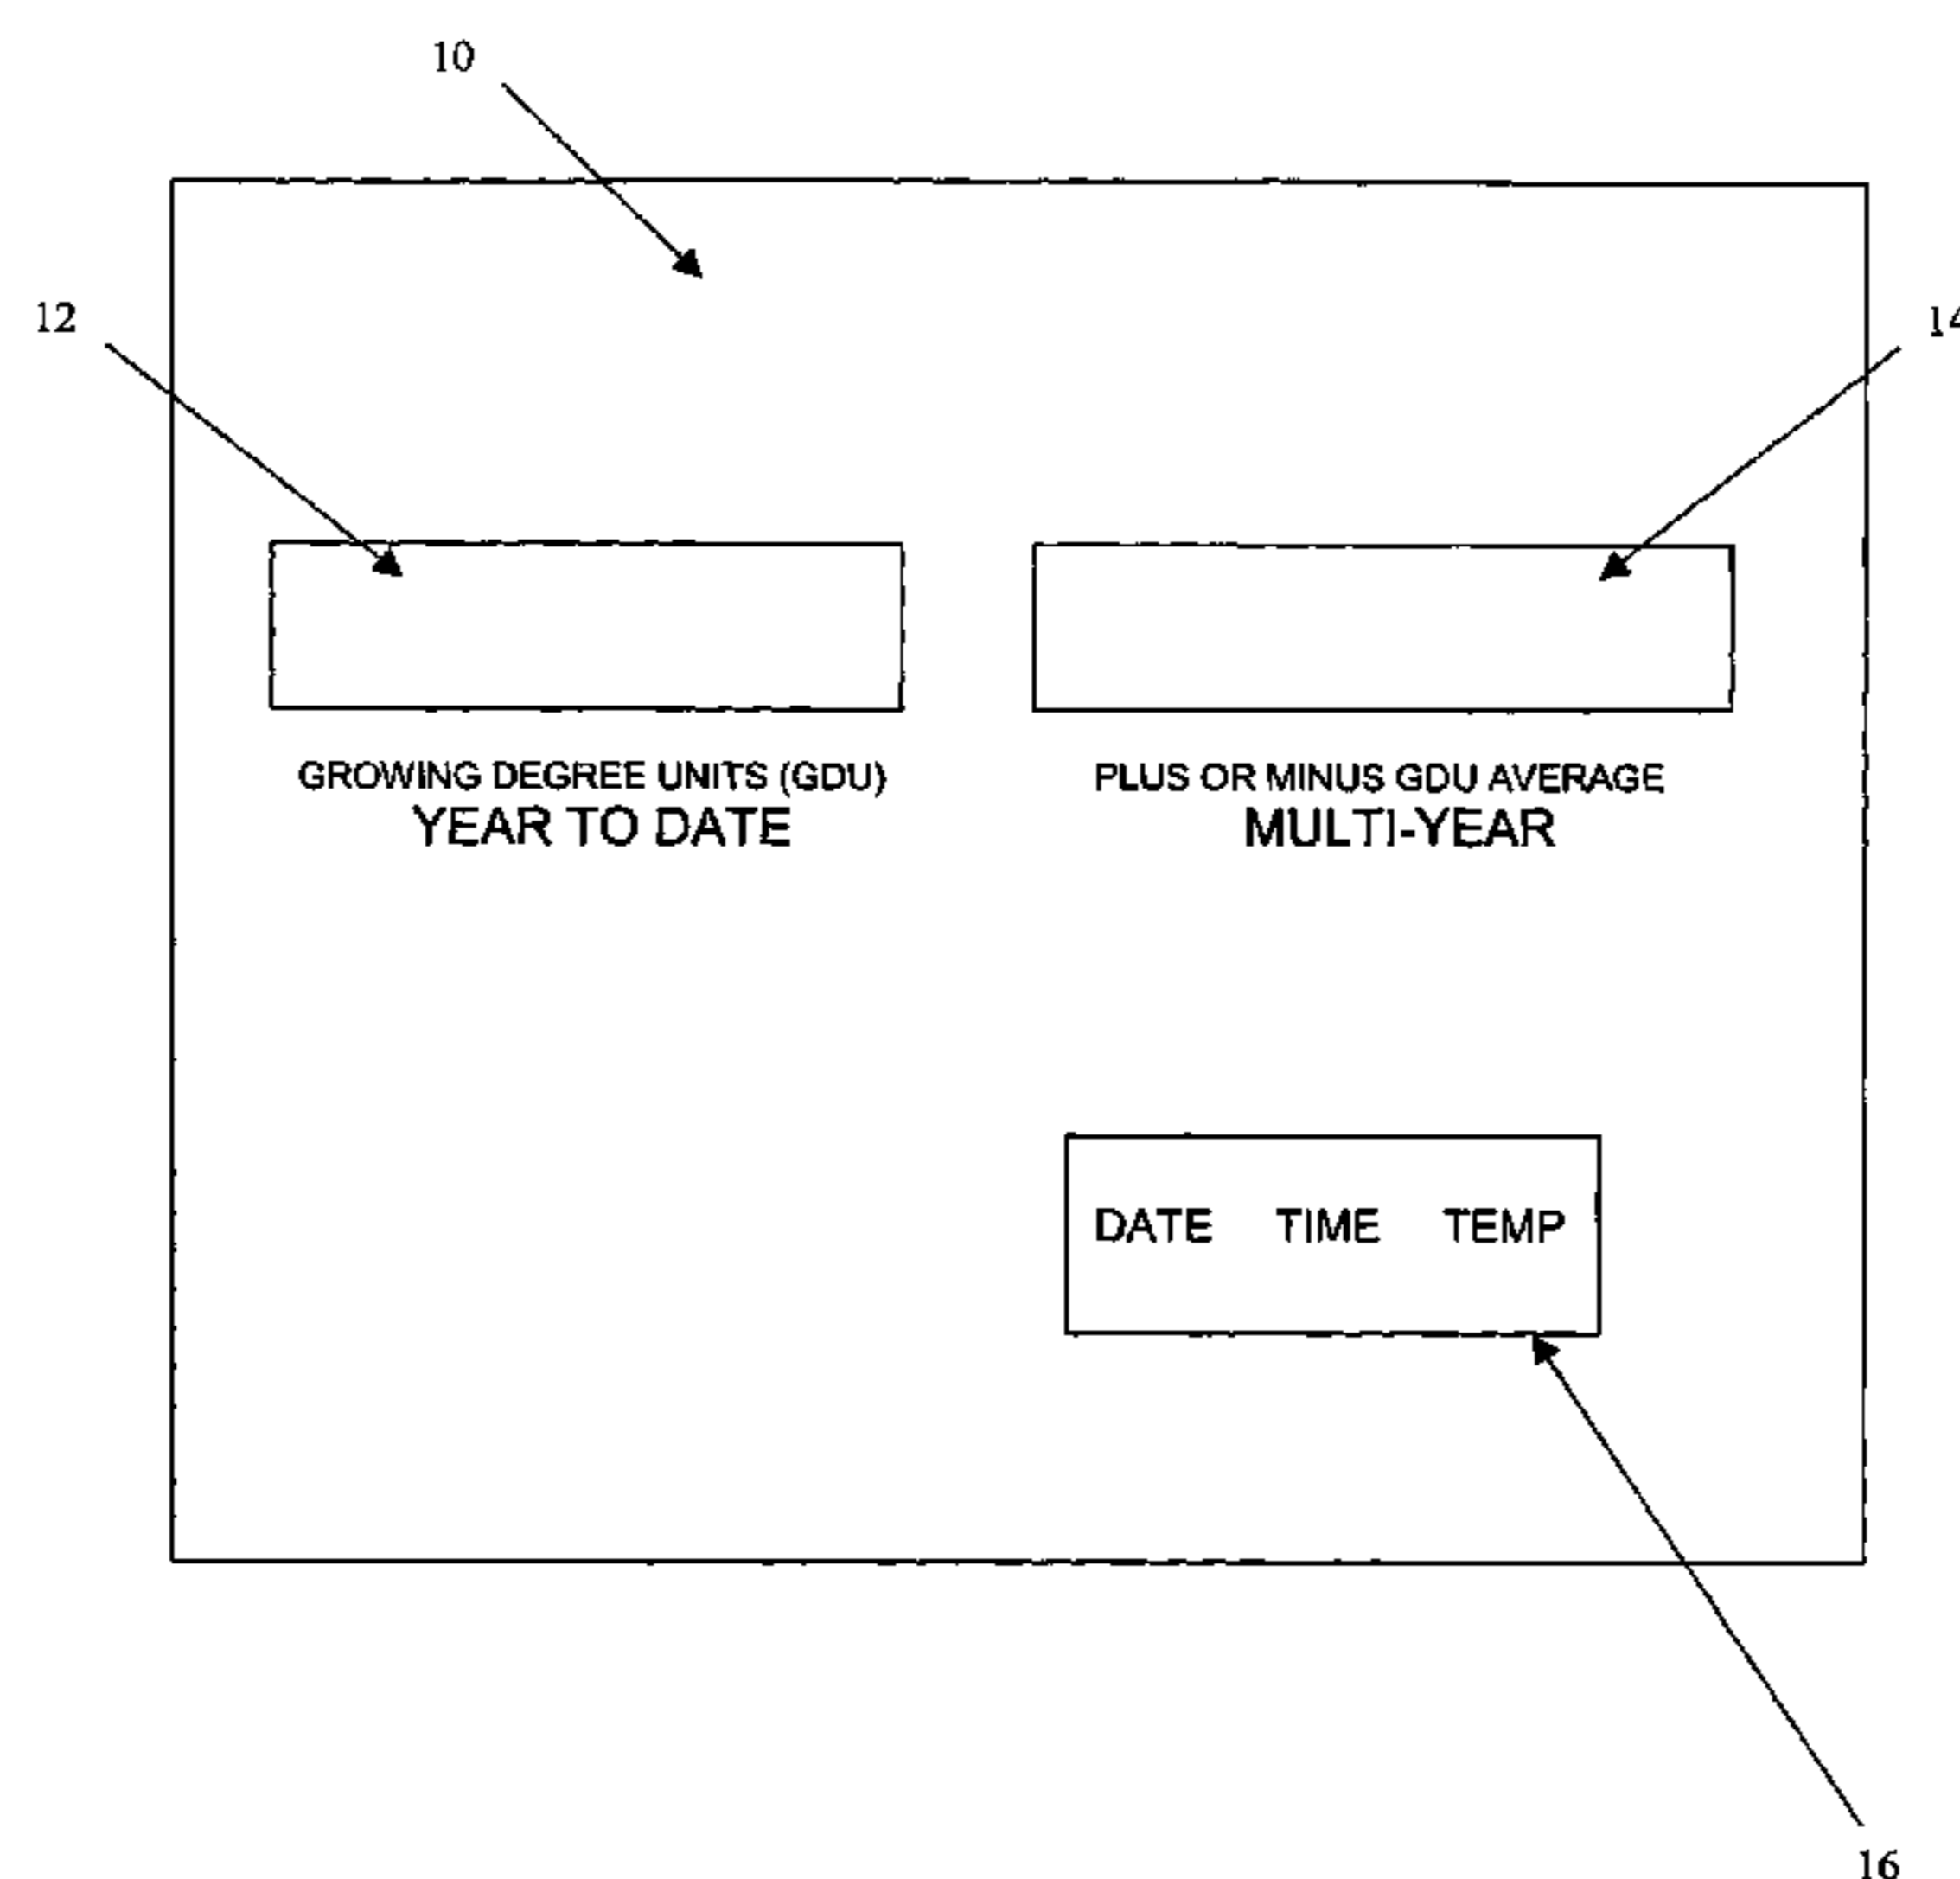 10
12
14
GROWING DEGREE UNITS (GDU)
YEAR TO DATE
PLUS OR MINUS GDU AVERAGE
MULTI-YEAR
DATE TIME TEMP
16